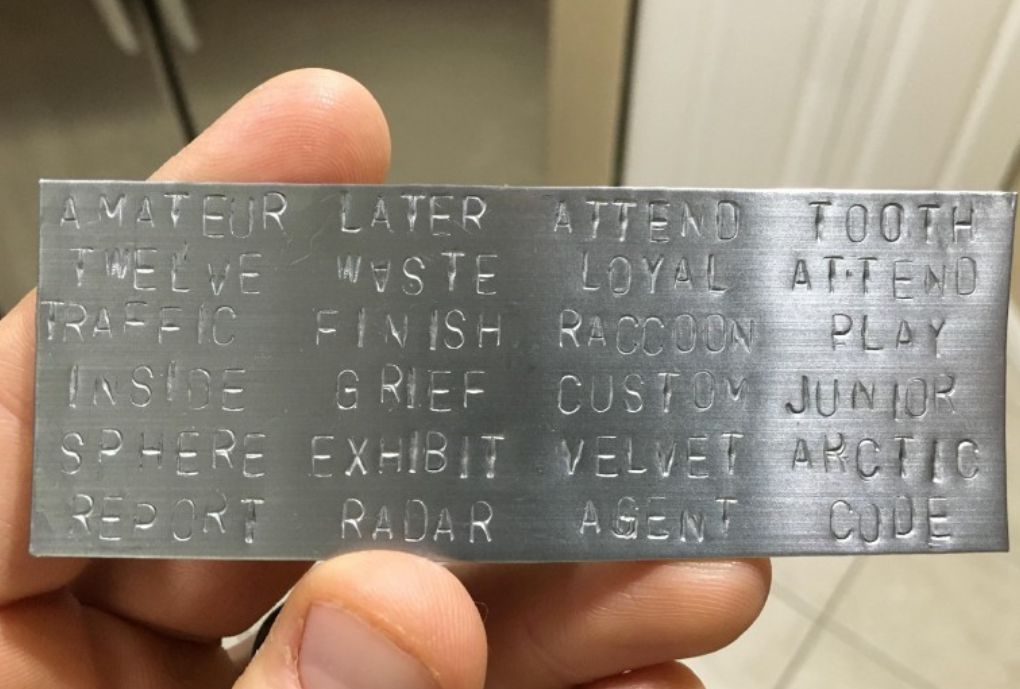 AMATEUR LATER ATTEND TOOTH
TWELVE WASTE LOYAL ATTEND
TRAFFIC FINISH RACCOON PLAY
INSIDE GRIEF CUSTOM JUNIOR
SPHERE EXHIBIT VELVET ARCTIC
REPORT RADAR AGENT CODE